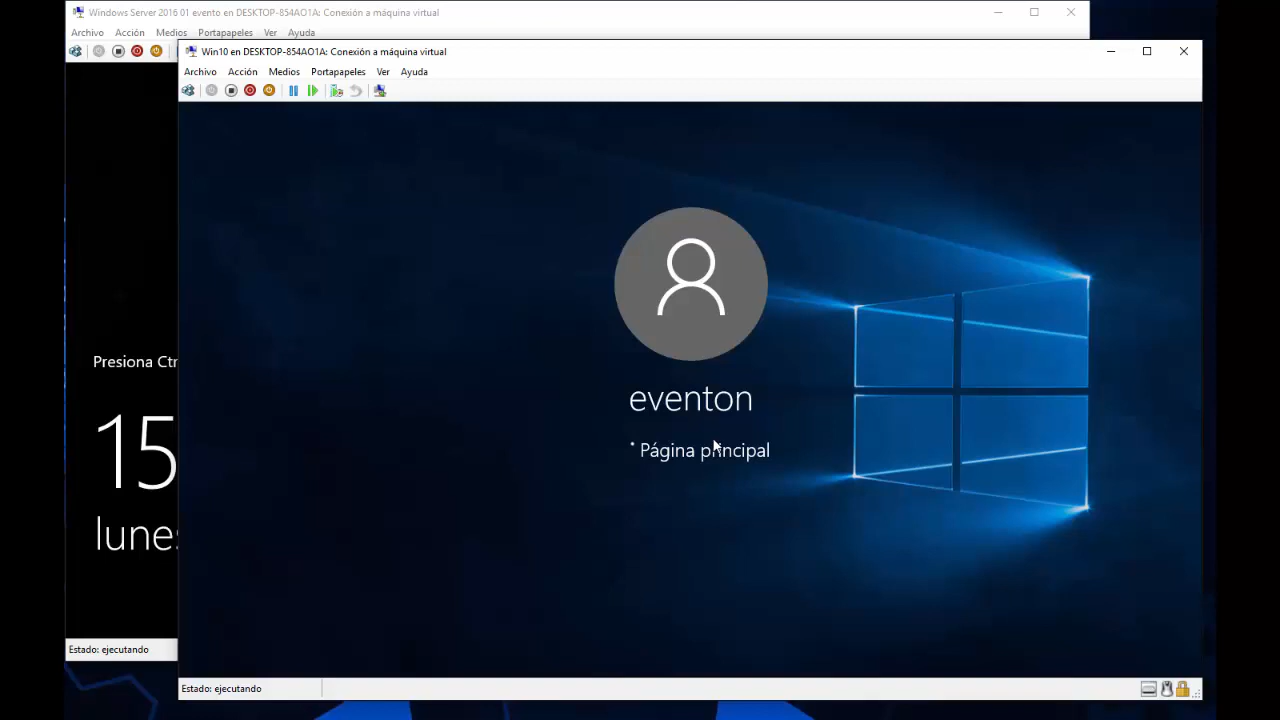 Windows Server 2016 01 evento en DESKTOP-854AO1A: Conexión a máquina virtual
Archivo Acción Medios Portapapeles Ver Ayuda
Win10 en DESKTOP-854AO1A: Conexión a máquina virtual
Archivo Acción Medios Portapapeles Ver Ayuda
Presiona Ctr
15
lunes
Estado: ejecutando
eventon
Página principal
Estado: ejecutando